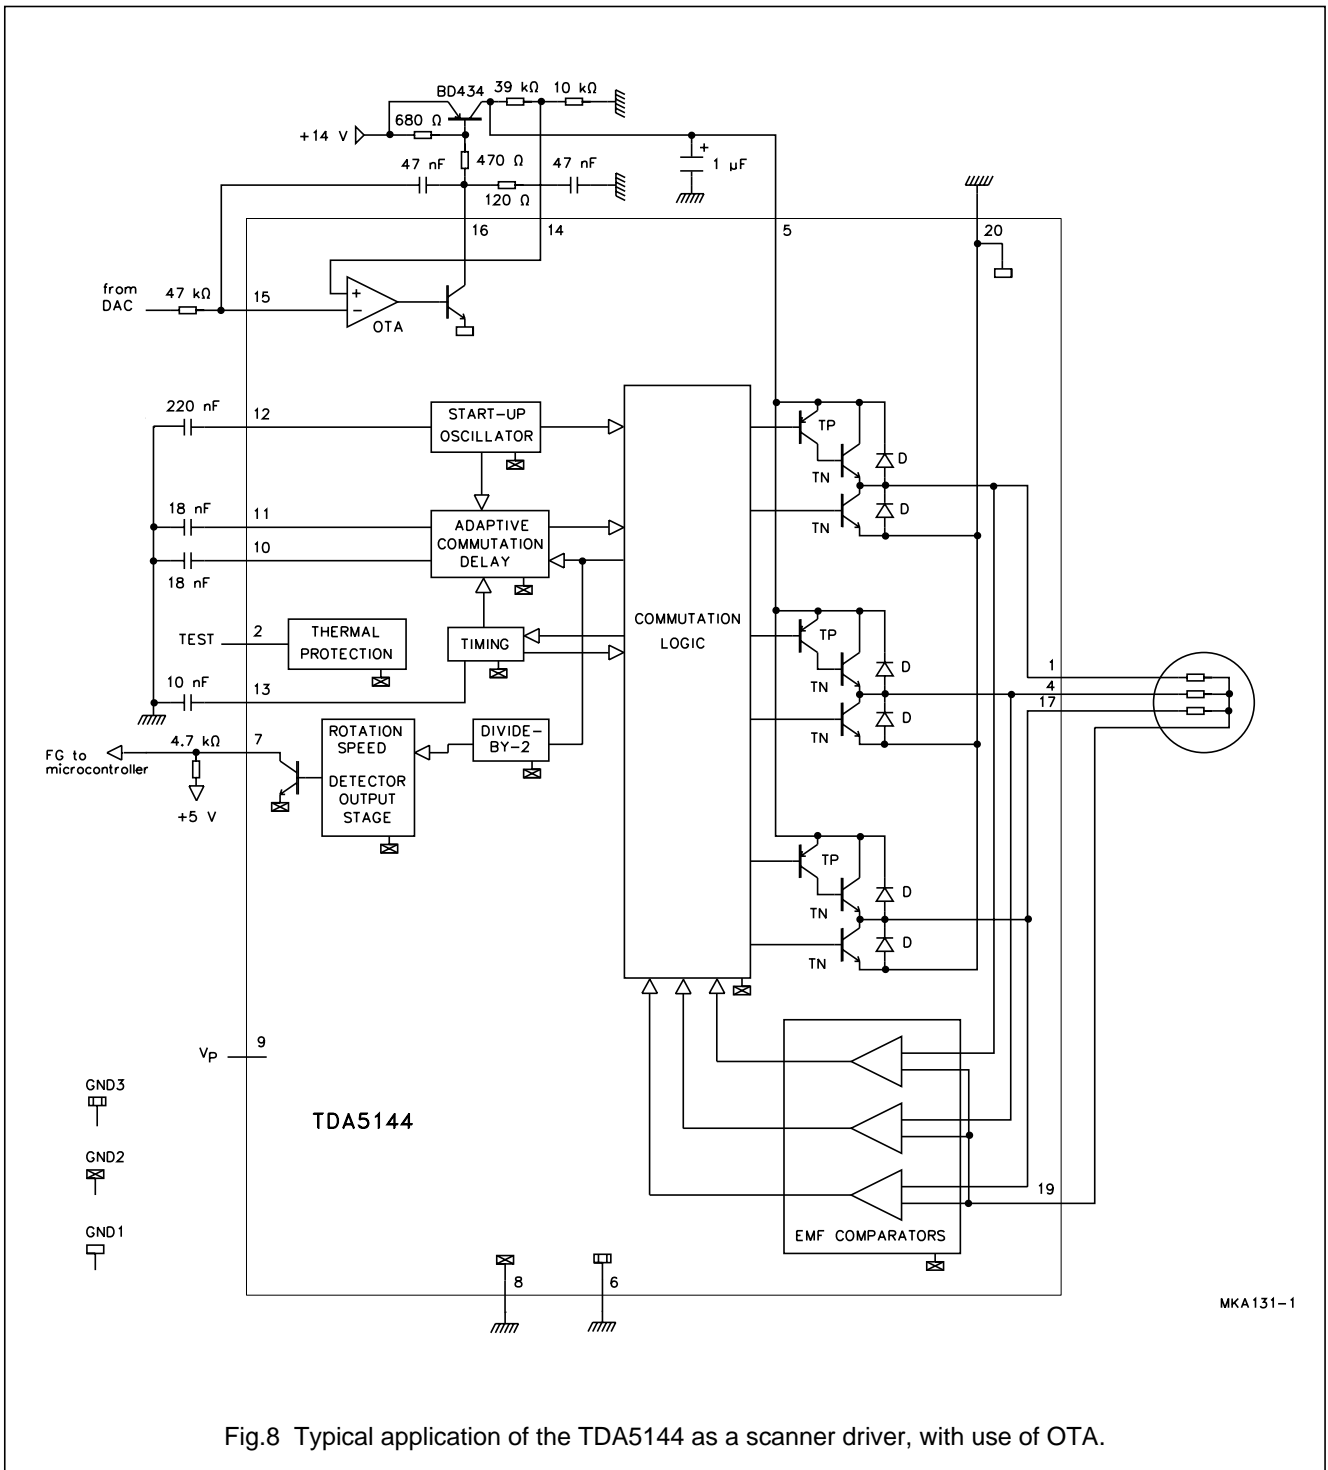 BD434
39 kΩ
10 kΩ
680 Ω
+14 V
47 nF
470 Ω
47 nF
+
1 µF
120 Ω
16
14
5
20
from
DAC
47 kΩ
15
+
−
OTA
220 nF
12
START-UP
OSCILLATOR
TP
D
TN
18 nF
11
ADAPTIVE
COMMUTATION
DELAY
D
TN
10
18 nF
COMMUTATION
LOGIC
TEST
2
THERMAL
PROTECTION
TIMING
TP
D
TN
D
TN
1
4
17
10 nF
13
FG to
microcontroller
4.7 kΩ
7
+5 V
ROTATION
SPEED
DETECTOR
OUTPUT
STAGE
DIVIDE-
BY-2
TP
D
TN
D
TN
VP
9
GND3
TDA5144
GND2
GND1
19
EMF COMPARATORS
8
6
MKA131-1
Fig.8 Typical application of the TDA5144 as a scanner driver, with use of OTA.